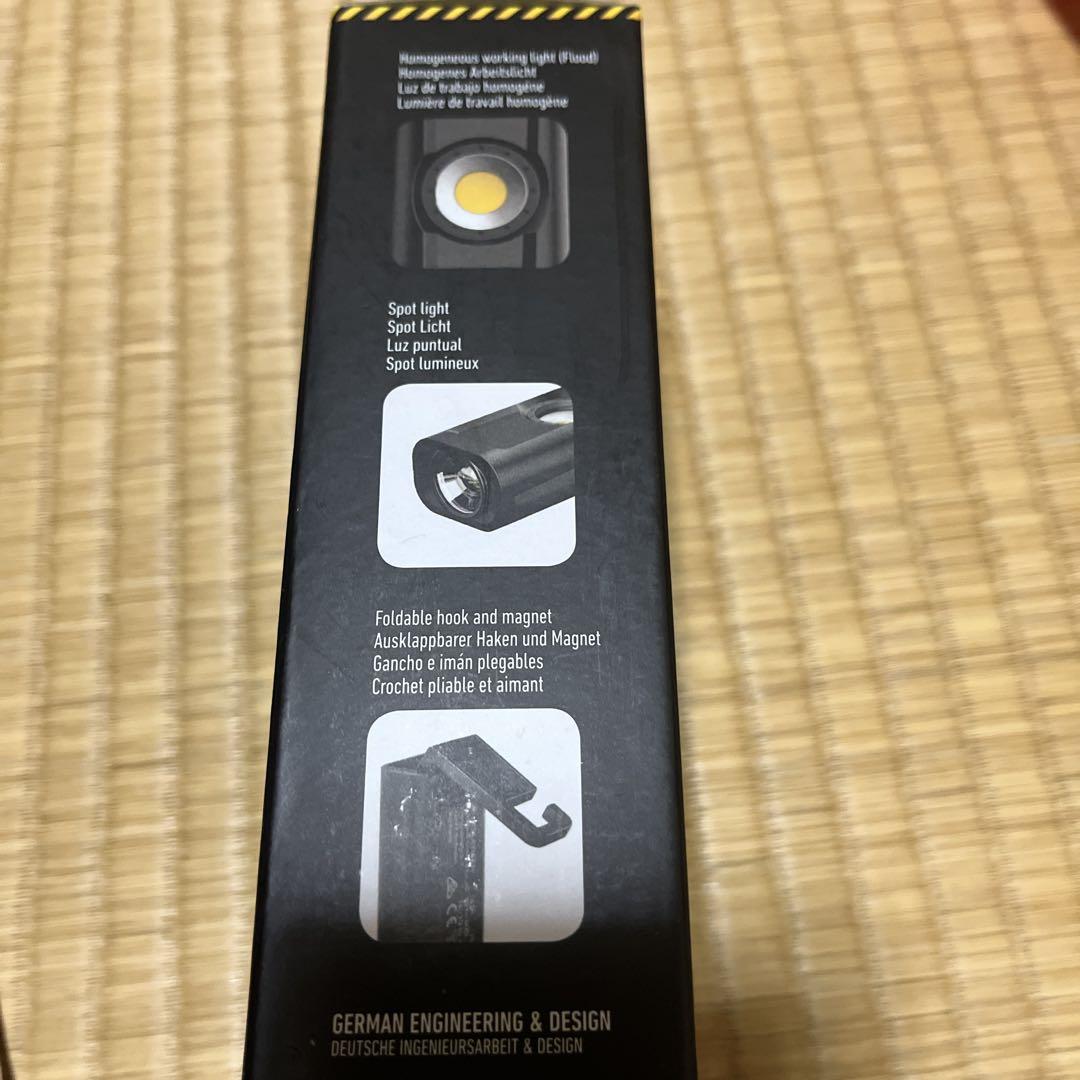 Homogeneous working light (Flood)
Homogenes Arbeitslicht
Luz de trabajo homogéne
Lumière de travail homogène
Spot light
Spot Licht
Luz puntual
Spot lumineux
Foldable hook and magnet
Ausklappbarer Haken und Magnet
Gancho e imán plegables
Crochet pliable et aimant
CE
GERMAN ENGINEERING & DESIGN
DEUTSCHE INGENIEURSARBEIT & DESIGN